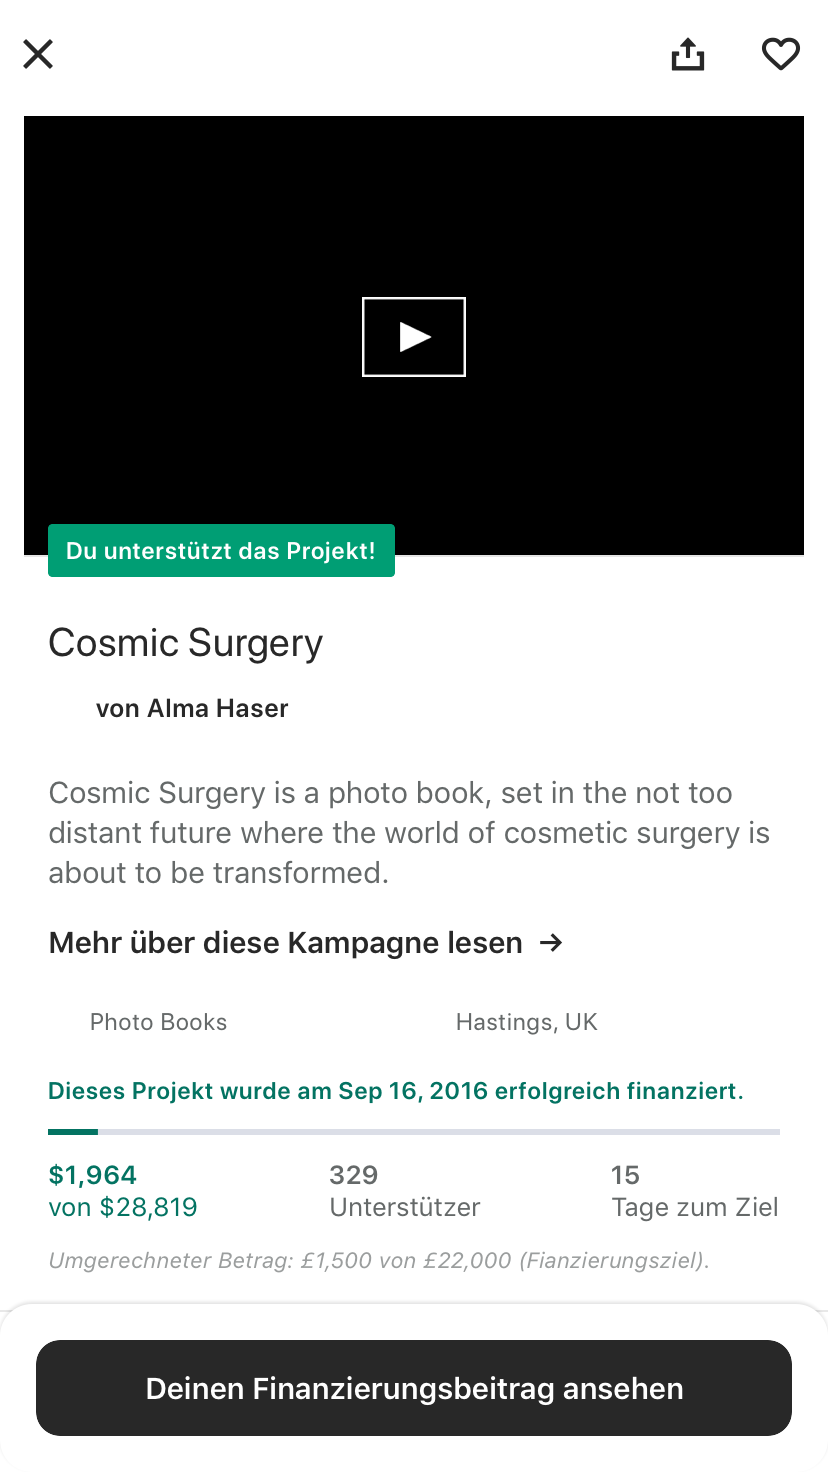 Du unterstützt das Projekt!
Cosmic Surgery
von Alma Haser
Cosmic Surgery is a photo book, set in the not too
distant future where the world of cosmetic surgery is
about to be transformed.
Mehr über diese Kampagne lesen →
Photo Books
Hastings, UK
Dieses Projekt wurde am Sep 16, 2016 erfolgreich finanziert.
$1,964
von $28,819
329
Unterstützer
15
Tage zum Ziel
Umgerechneter Betrag: £1,500 von £22,000 (Fianzierungsziel).
Deinen Finanzierungsbeitrag ansehen